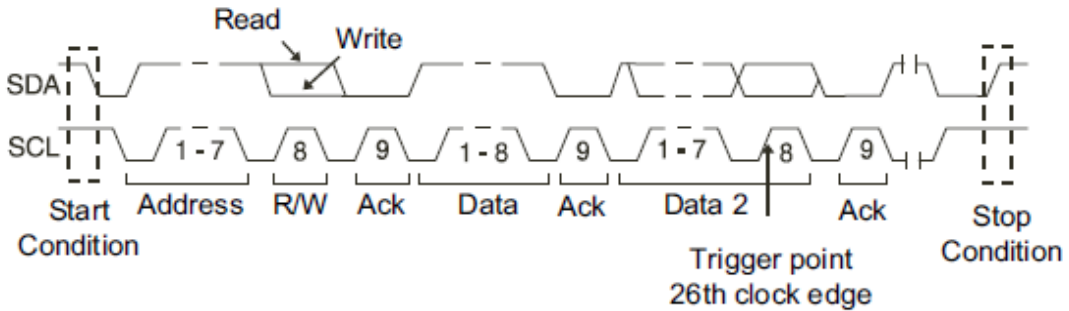 Read
Write
SDA
SCL
1 - 7
8
9
1 - 8
9
1 - 7
8
9
Address
R/W
Ack
Data
Ack
Data 2
Ack
Start
Condition
Stop
Condition
Trigger point
26th clock edge